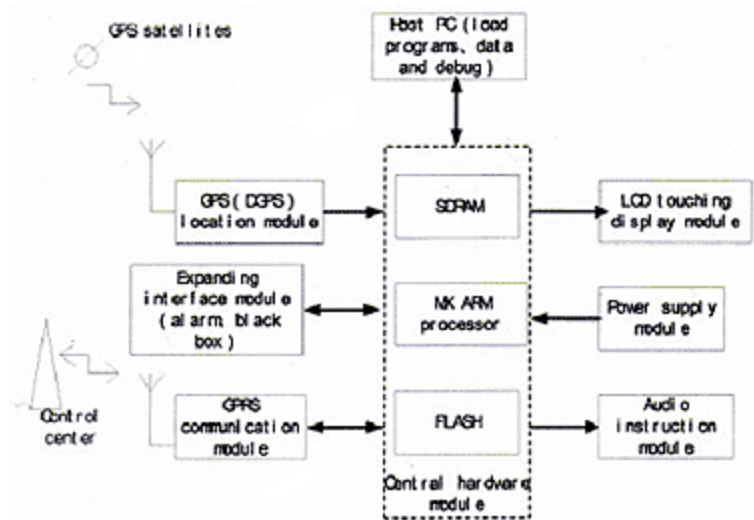 GPS satellites
Host PC (load
programs, data
and debug)
GPS( DGPS)
location module
SDRAM
LCD touching
display module
Expanding
interface module
( alarm, black
box)
MX ARM
processor
Power supply
module
Control
center
GPRS
communication
module
FLASH
Audio
instruction
module
Central hardware
module